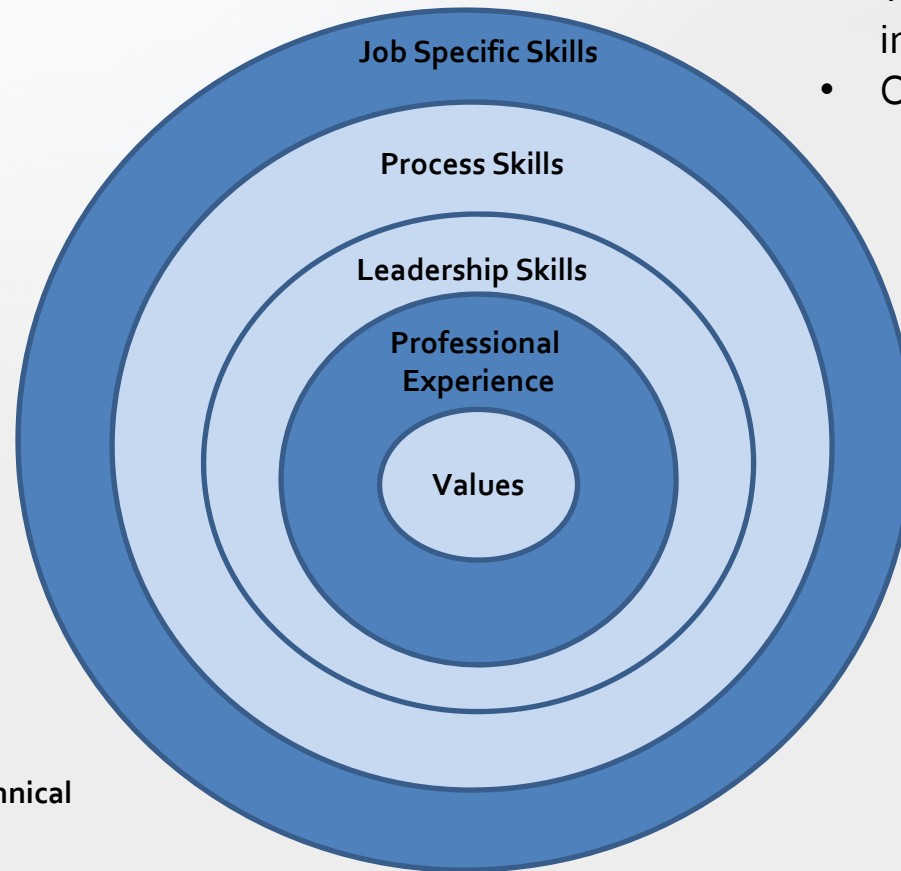 Job Specific Skills
Process Skills
Leadership Skills
Professional
Experience
Values